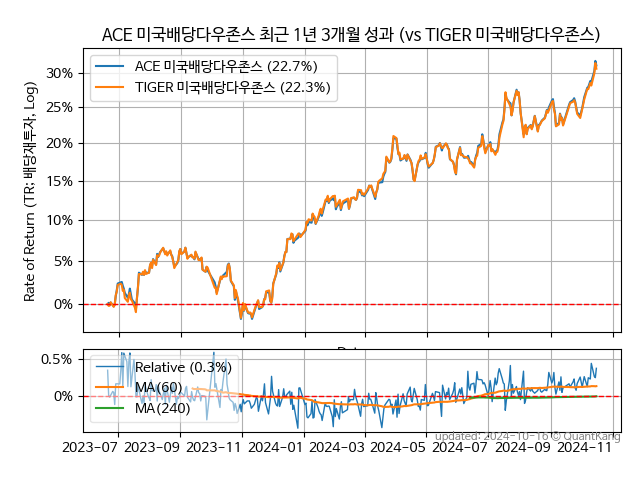 ACE 미국배당다우존스 최근 1년 3개월 성과 (vs TIGER 미국배당다우존스)
ACE 미국배당다우존스 (22.7%)
TIGER 미국배당다우존스 (22.3%)
Rate of Return (TR; 배당재투자, Log)
30%
25%
20%
15%
10%
5%
0%
Relative (0.3%)
MA(60)
MA(240)
0.5%
0%
updated: 2024-10-16 © QuantKang
2023-07 2023-09 2023-11 2024-01 2024-03 2024-05 2024-07 2024-09 2024-11